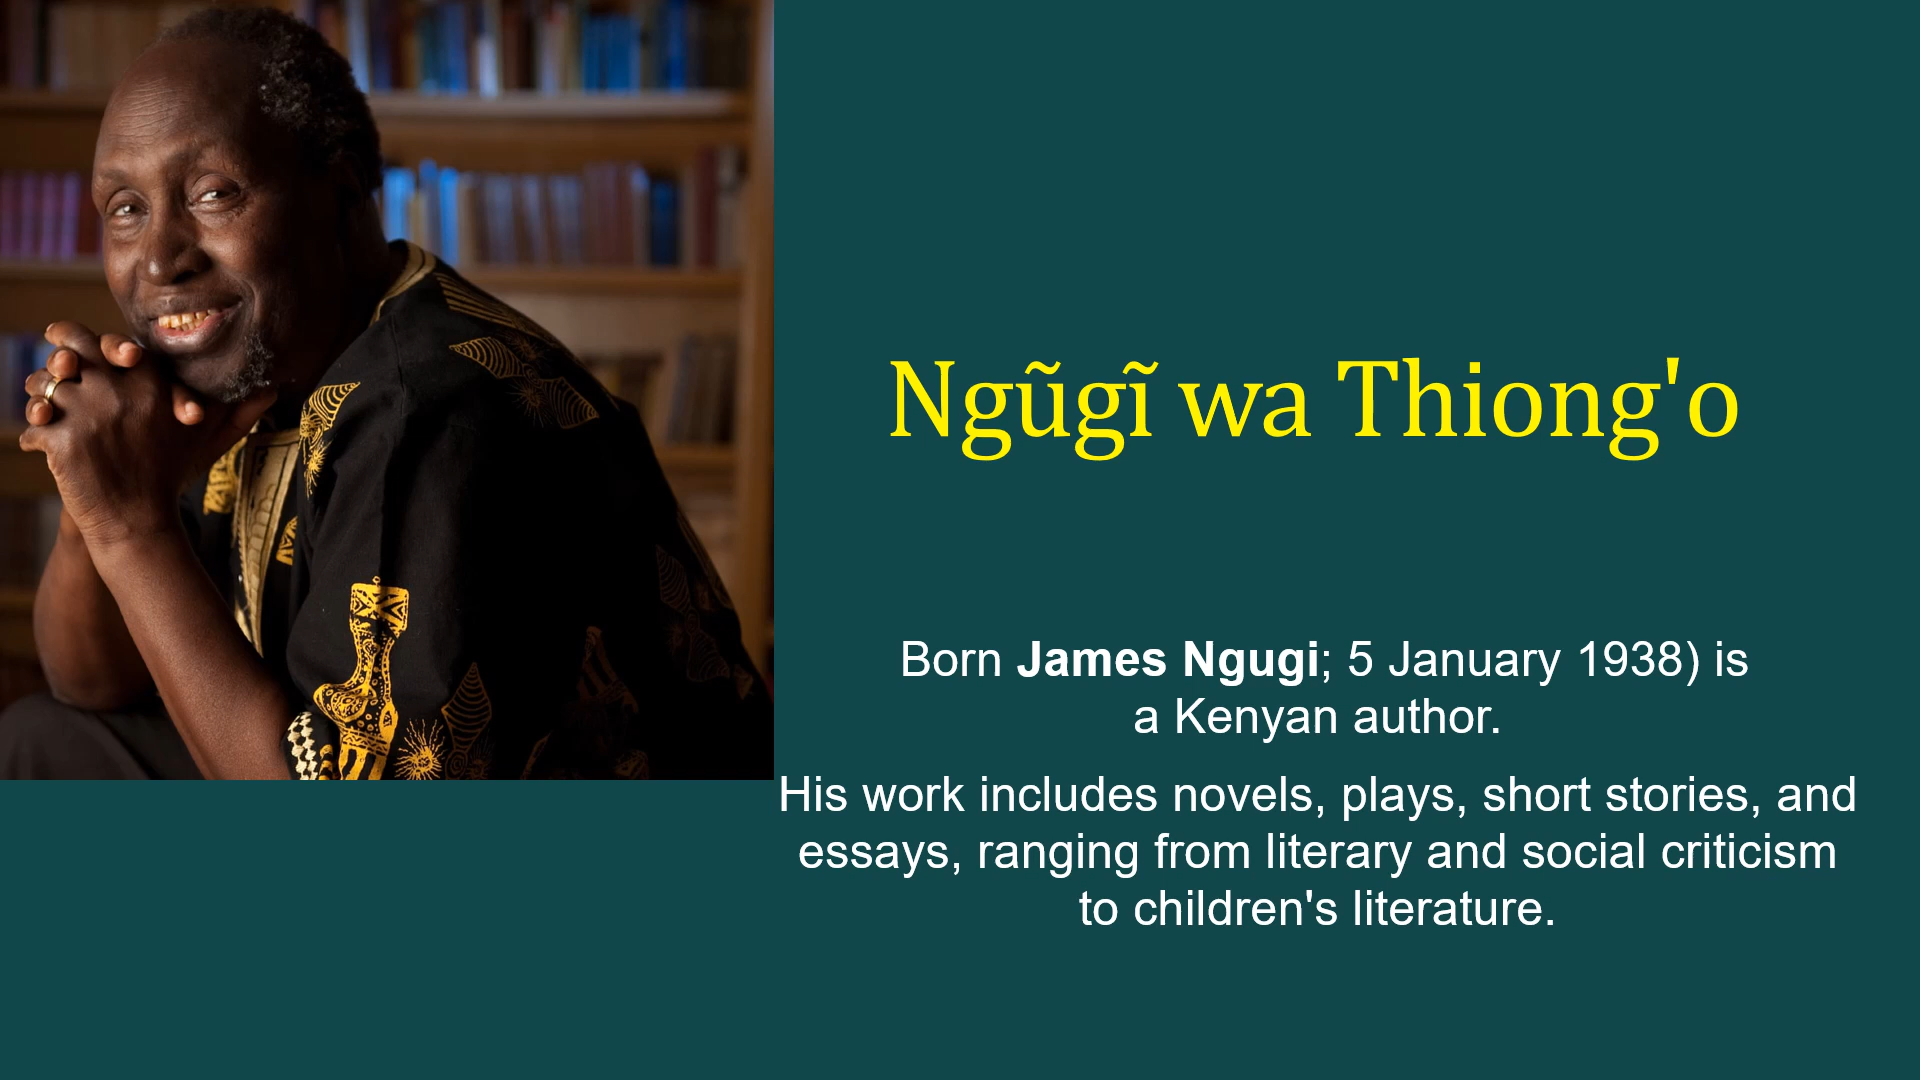 Ngũgĩ wa Thiong'o
Born James Ngugi; 5 January 1938) is
a Kenyan author.
His work includes novels, plays, short stories, and
essays, ranging from literary and social criticism
to children's literature.